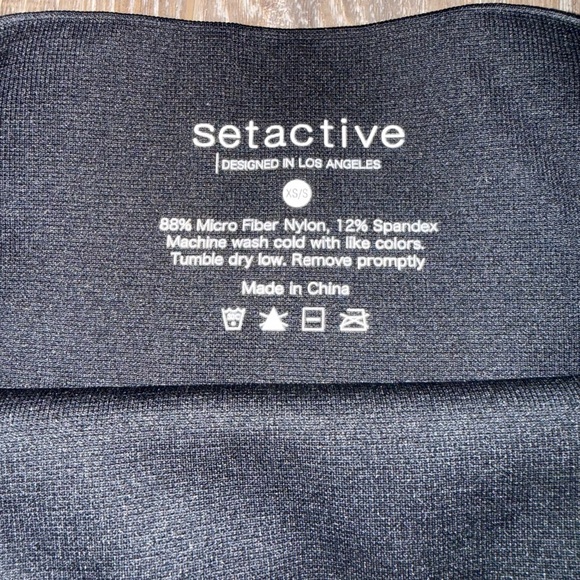 setactive
DESIGNED IN LOS ANGELES
XS/S
88% Micro Fiber Nylon, 12% Spandex
Machine wash cold with like colors.
Tumble dry low. Remove promptly
Made in China